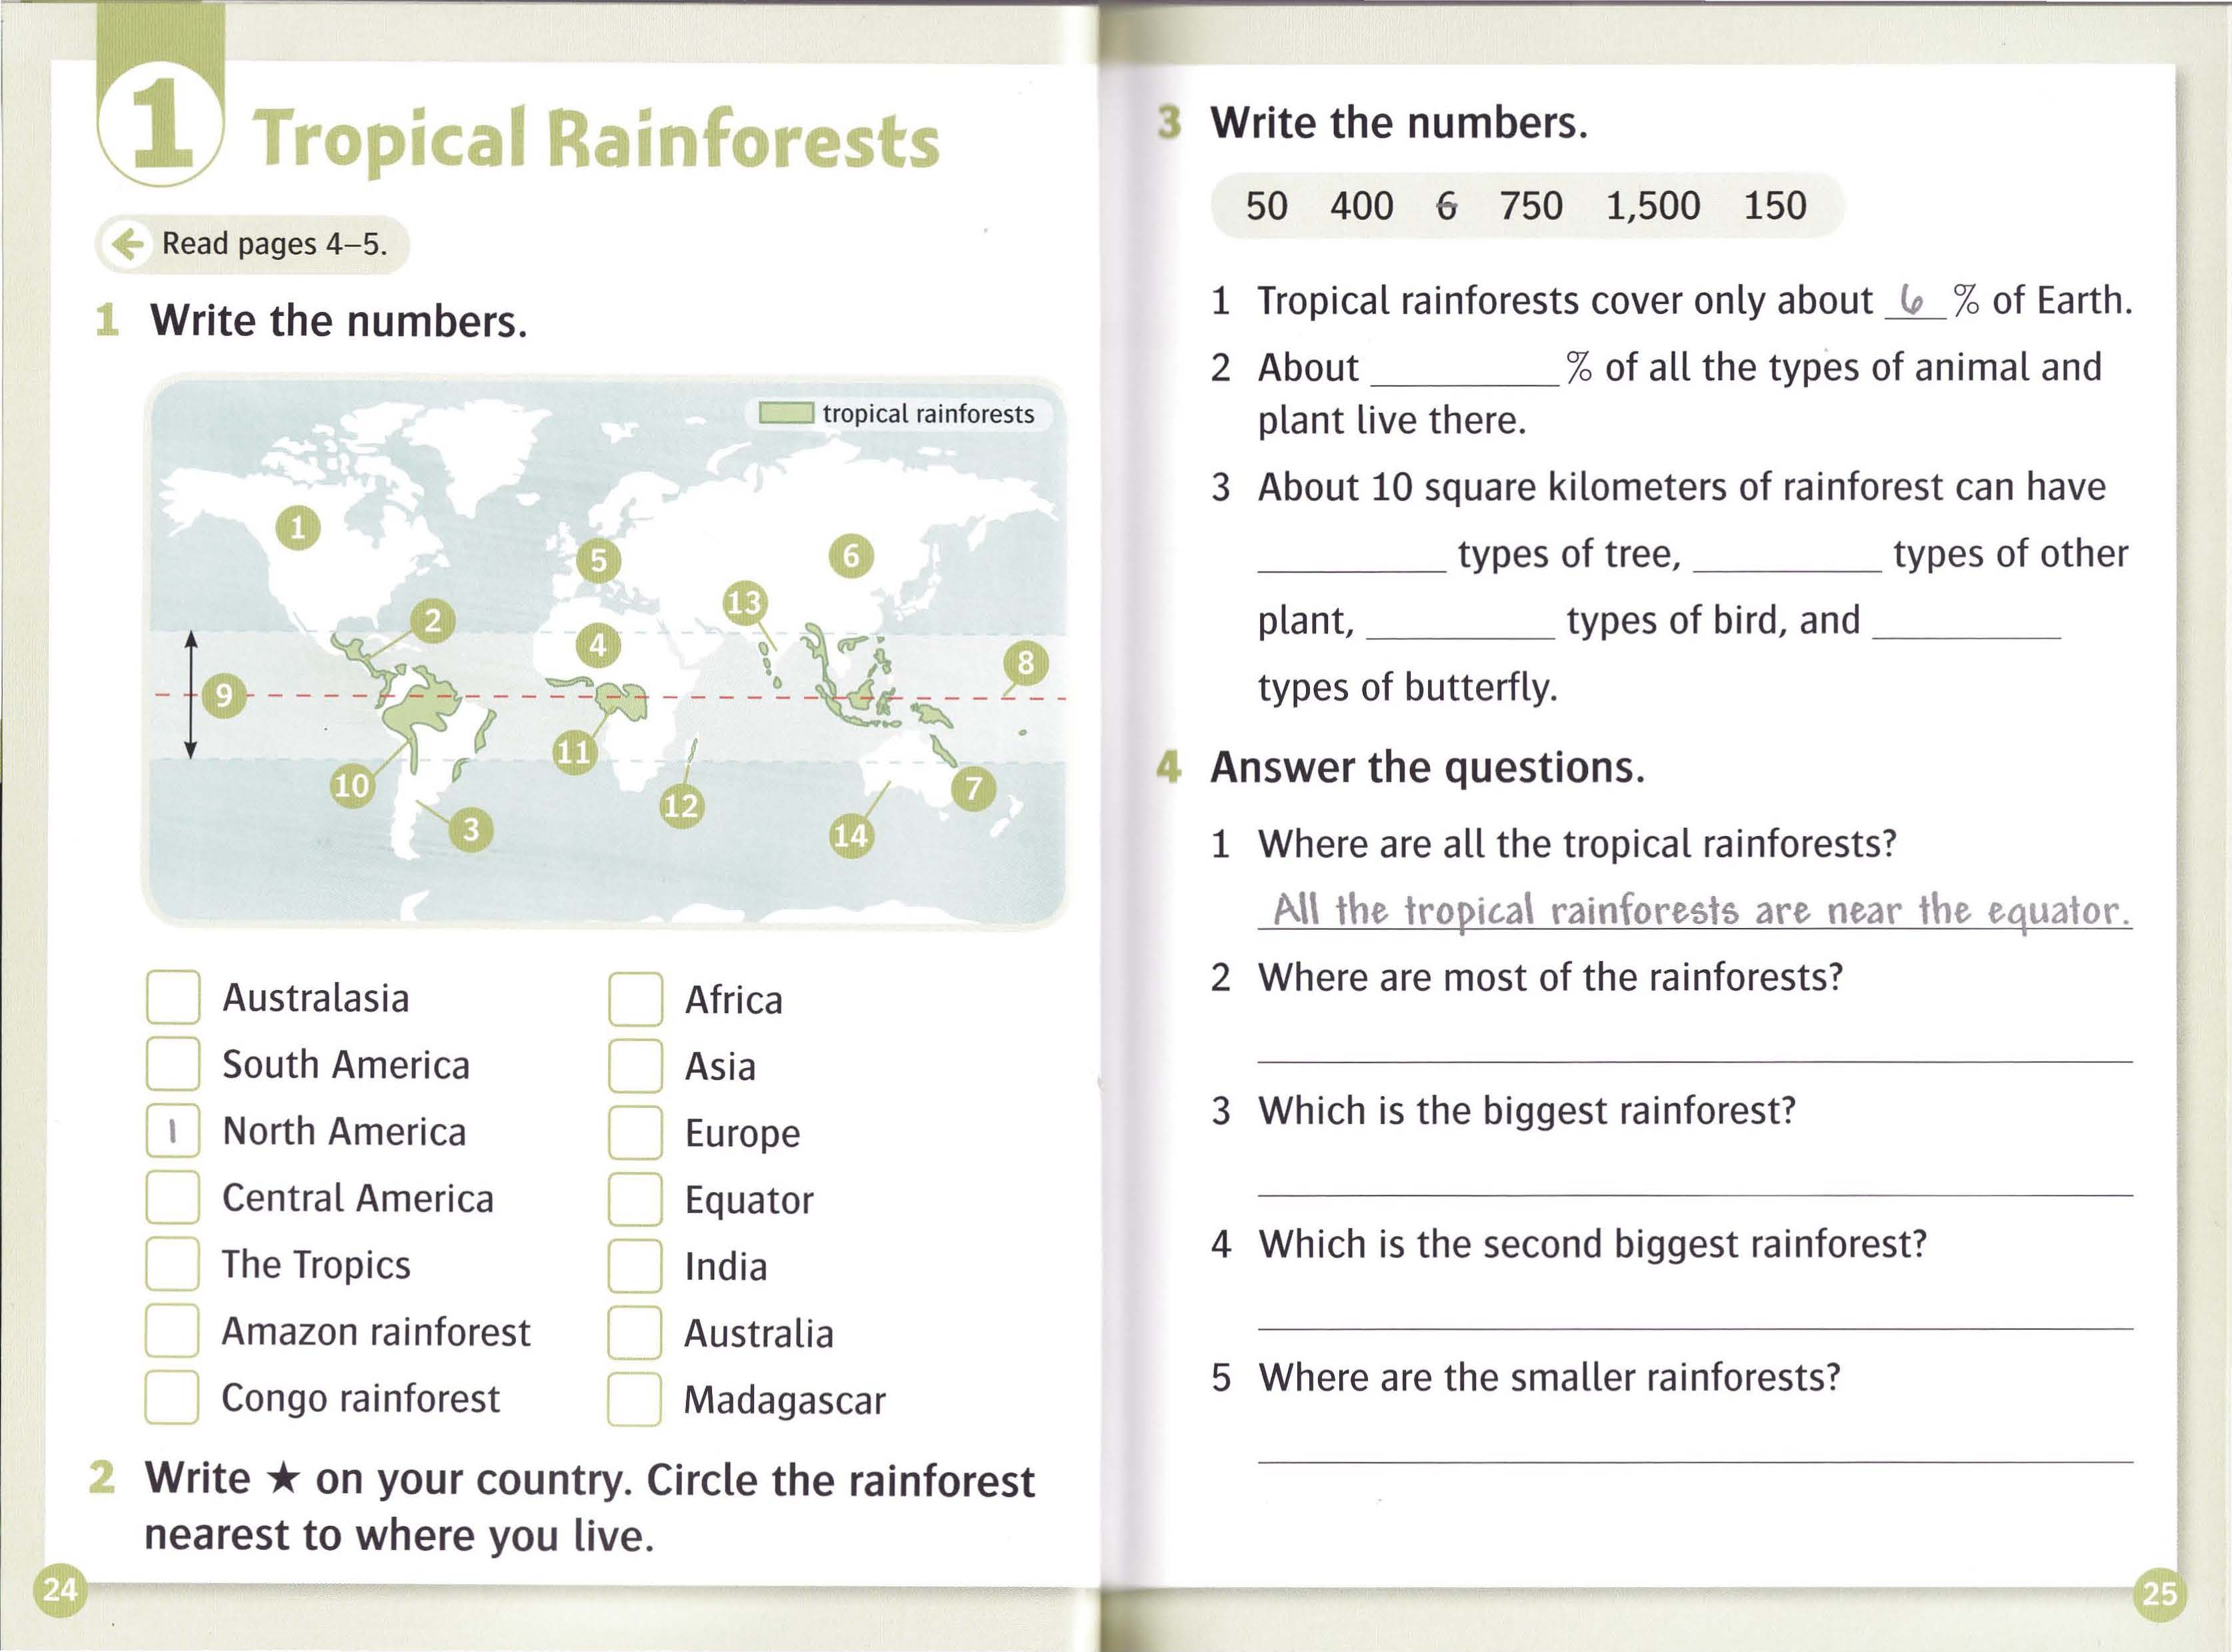 1 Tropical Rainforests
Read pages 4–5.
1 Write the numbers.
tropical rainforests
1
5
6
13
2
4
8
9
11
10
7
12
3
14
Australasia
South America
1 North America
Central America
The Tropics
Amazon rainforest
Congo rainforest
Africa
Asia
Europe
Equator
India
Australia
Madagascar
2 Write ★ on your country. Circle the rainforest
nearest to where you live.
24
3 Write the numbers.
50 400 6 750 1,500 150
1 Tropical rainforests cover only about 6 % of Earth.
2 About ________ % of all the types of animal and
plant live there.
3 About 10 square kilometers of rainforest can have
________ types of tree, ________ types of other
plant, ________ types of bird, and ________
types of butterfly.
4 Answer the questions.
1 Where are all the tropical rainforests?
All the tropical rainforests are near the equator.
2 Where are most of the rainforests?
3 Which is the biggest rainforest?
4 Which is the second biggest rainforest?
5 Where are the smaller rainforests?
25